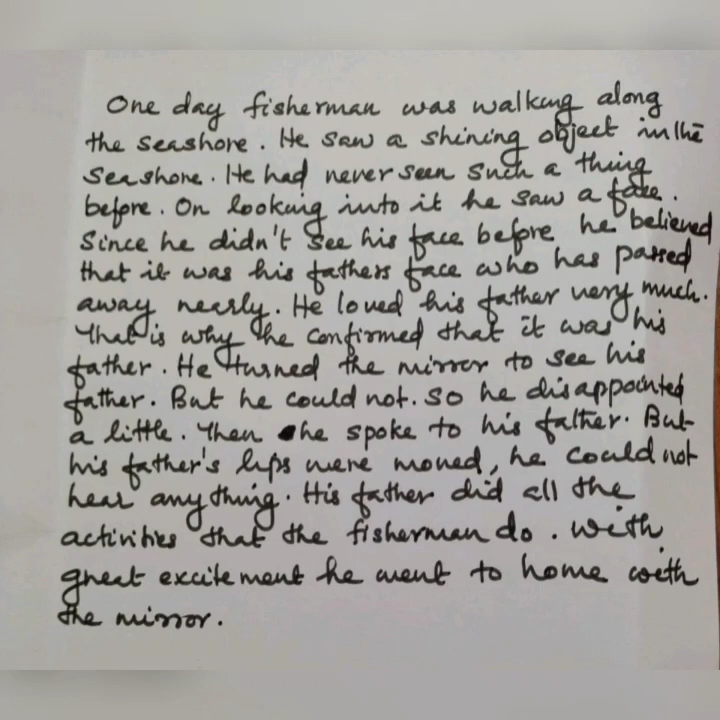 One day fisherman was walking along
the seashore. He saw a shining object in the
seashore. He had never seen such a thing
before. On looking into it he saw a face.
Since he didn't see his face before he believed
that it was his fathers face who has passed
away nearly. He loved his father very much.
That is why he confirmed that it was his
father. He turned the mirror to see his
father. But he could not. So he disappointed
a little. Then he spoke to his father. But
his father's lips were moved, he could not
hear anything. His father did all the
activities that the fisherman do. With
great excitement he went to home with
the mirror.